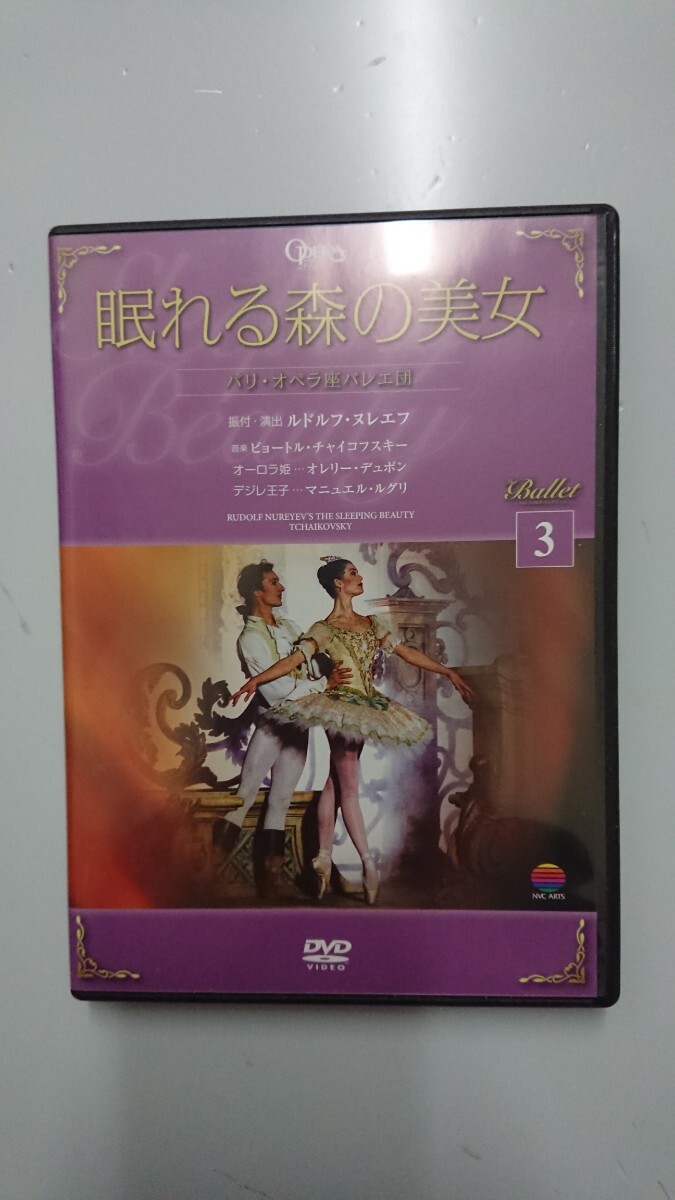 OPERA
眠れる森の美女
パリ・オペラ座バレエ団
振付・演出 ルドルフ・ヌレエフ
音楽 ピョートル・チャイコフスキー
オーロラ姫…オレリー・デュポン
デジレ王子…マニュエル・ルグリ
RUDOLF NUREYEV'S THE SLEEPING BEAUTY
TCHAIKOVSKY
Ballet
3
NVC ARTS
DVD
VIDEO